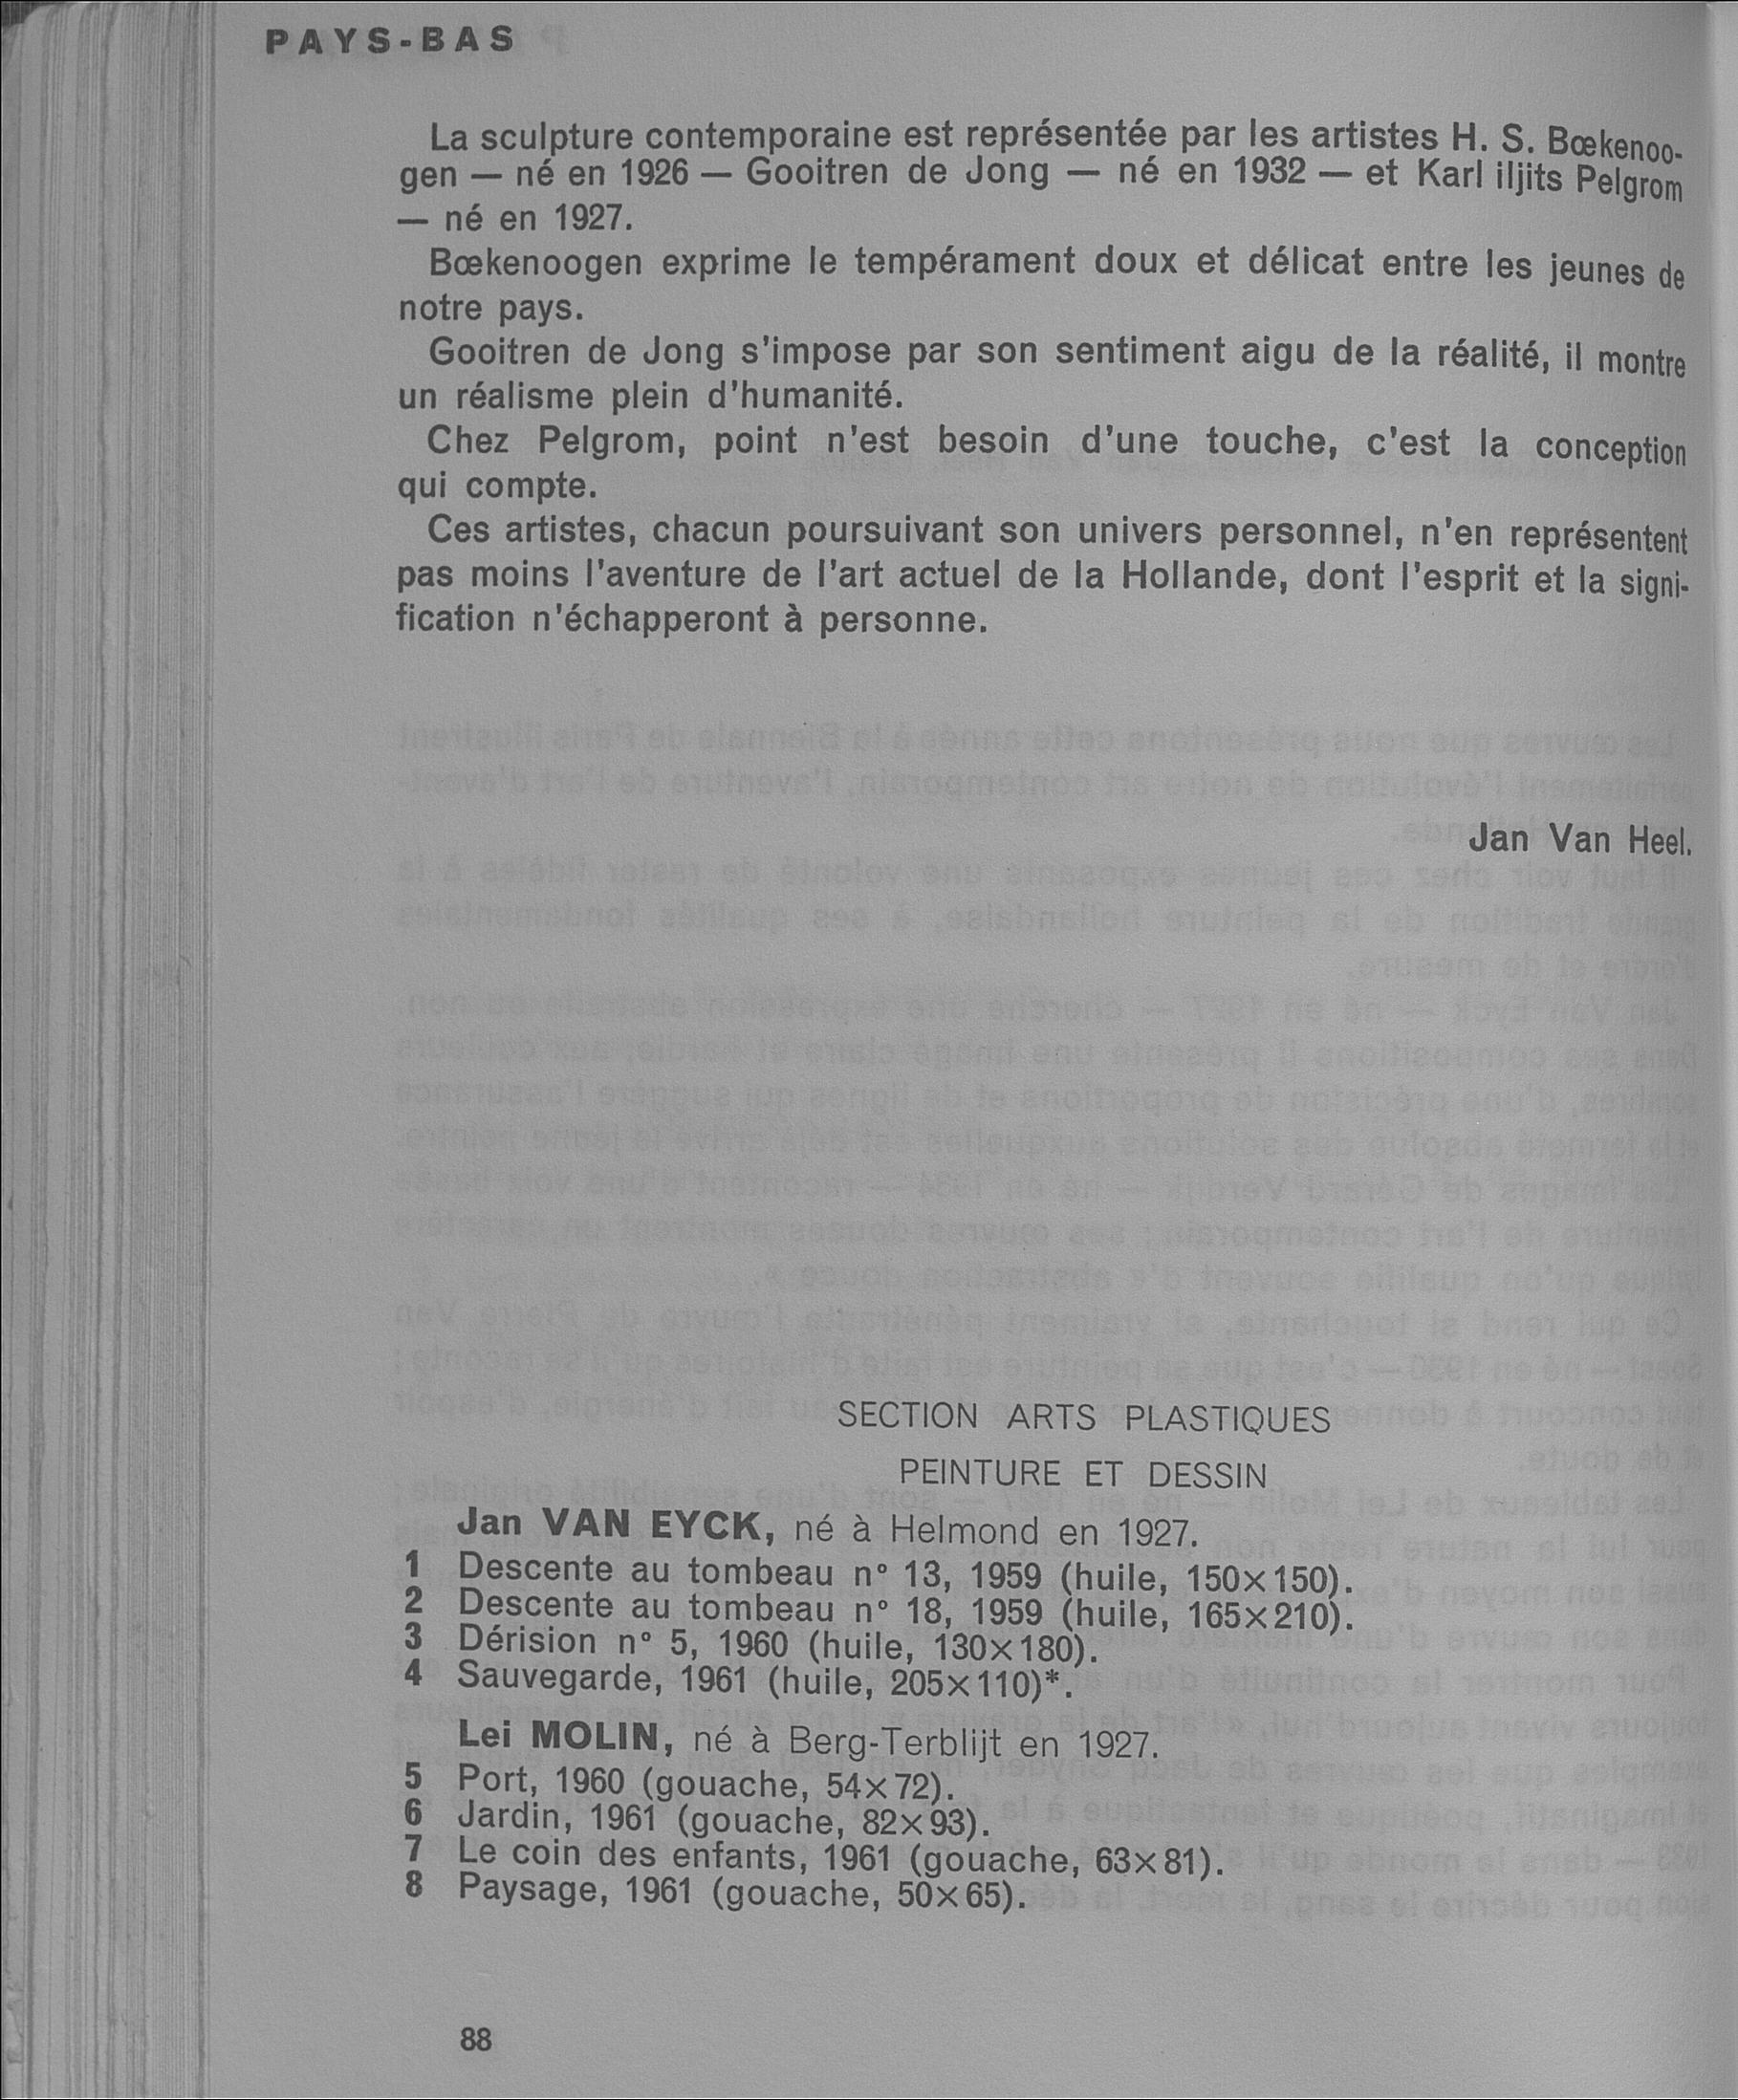 PAYS-BAS
La sculpture contemporaine est représentée par les artistes H. S. Bœkenoo-
gen — né en 1926 — Gooitren de Jong — né en 1932 — et Karl iljits Pelgrom
— né en 1927.
Bœkenoogen exprime le tempérament doux et délicat entre les jeunes de
notre pays.
Gooitren de Jong s'impose par son sentiment aigu de la réalité, il montre
un réalisme plein d'humanité.
Chez Pelgrom, point n'est besoin d'une touche, c'est la conception
qui compte.
Ces artistes, chacun poursuivant son univers personnel, n'en représentent
pas moins l'aventure de l'art actuel de la Hollande, dont l'esprit et la signi-
fication n'échapperont à personne.
Jan Van Heel.
SECTION ARTS PLASTIQUES
PEINTURE ET DESSIN
Jan VAN EYCK, né à Helmond en 1927.
1 Descente au tombeau n° 13, 1959 (huile, 150×150).
2 Descente au tombeau n° 18, 1959 (huile, 165×210).
3 Dérision n° 5, 1960 (huile, 130×180).
4 Sauvegarde, 1961 (huile, 205×110)*.
Lei MOLIN, né à Berg-Terblijt en 1927.
5 Port, 1960 (gouache, 54×72).
6 Jardin, 1961 (gouache, 82×93).
7 Le coin des enfants, 1961 (gouache, 63×81).
8 Paysage, 1961 (gouache, 50×65).
88